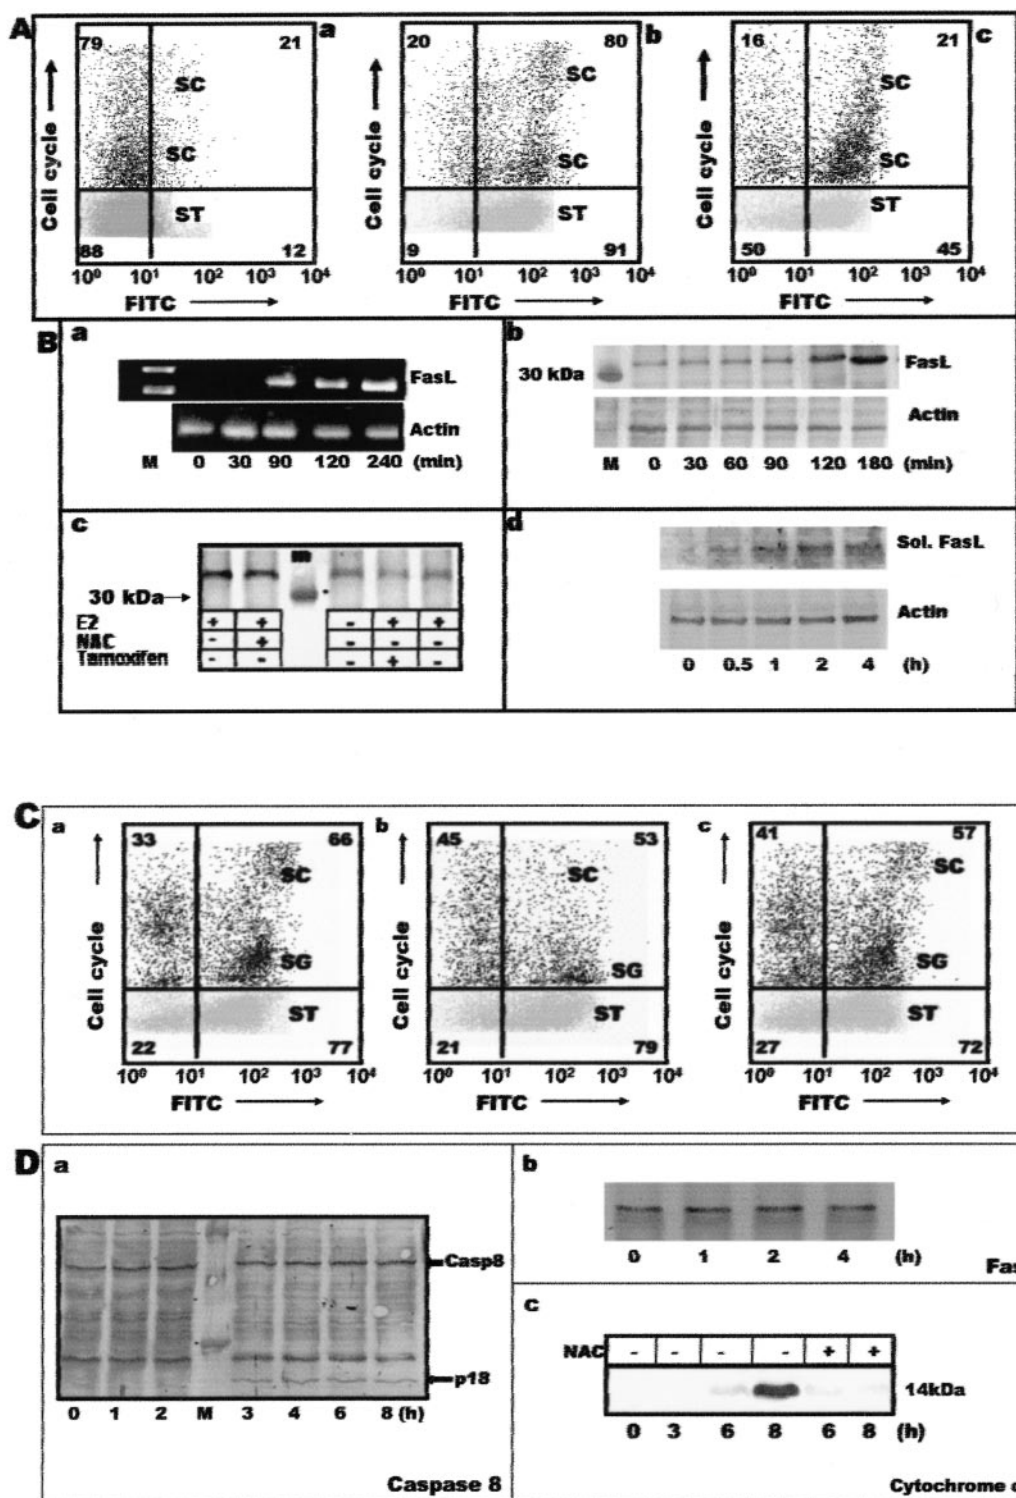 A
79 21 a
SC
SC
ST
88 12
10⁰ 10¹ 10² 10³ 10⁴
FITC
Cell cycle
20 80 b
SC
SC
ST
9 91
10⁰ 10¹ 10² 10³ 10⁴
FITC
Cell cycle
16 21 c
SC
SC
ST
50 45
10⁰ 10¹ 10² 10³ 10⁴
FITC
Cell cycle
B
a
FasL
Actin
M 0 30 90 120 240 (min)
b
30 kDa
FasL
Actin
M 0 30 60 90 120 180 (min)
c
m
30 kDa
E2 + + - + +
NAC - + - - -
Tamoxifen - - - + -
d
Sol. FasL
Actin
0 0.5 1 2 4 (h)
C
a
33 66
SC
SG
ST
22 77
10⁰ 10¹ 10² 10³ 10⁴
FITC
Cell cycle
b
45 53
SC
SG
ST
21 79
10⁰ 10¹ 10² 10³ 10⁴
FITC
Cell cycle
c
41 57
SC
SG
ST
27 72
10⁰ 10¹ 10² 10³ 10⁴
FITC
Cell cycle
D
a
Casp8
p18
0 1 2 M 3 4 6 8 (h)
Caspase 8
b
0 1 2 4 (h)
Fas
c
NAC - - - - + +
14kDa
0 3 6 8 6 8 (h)
Cytochrome c